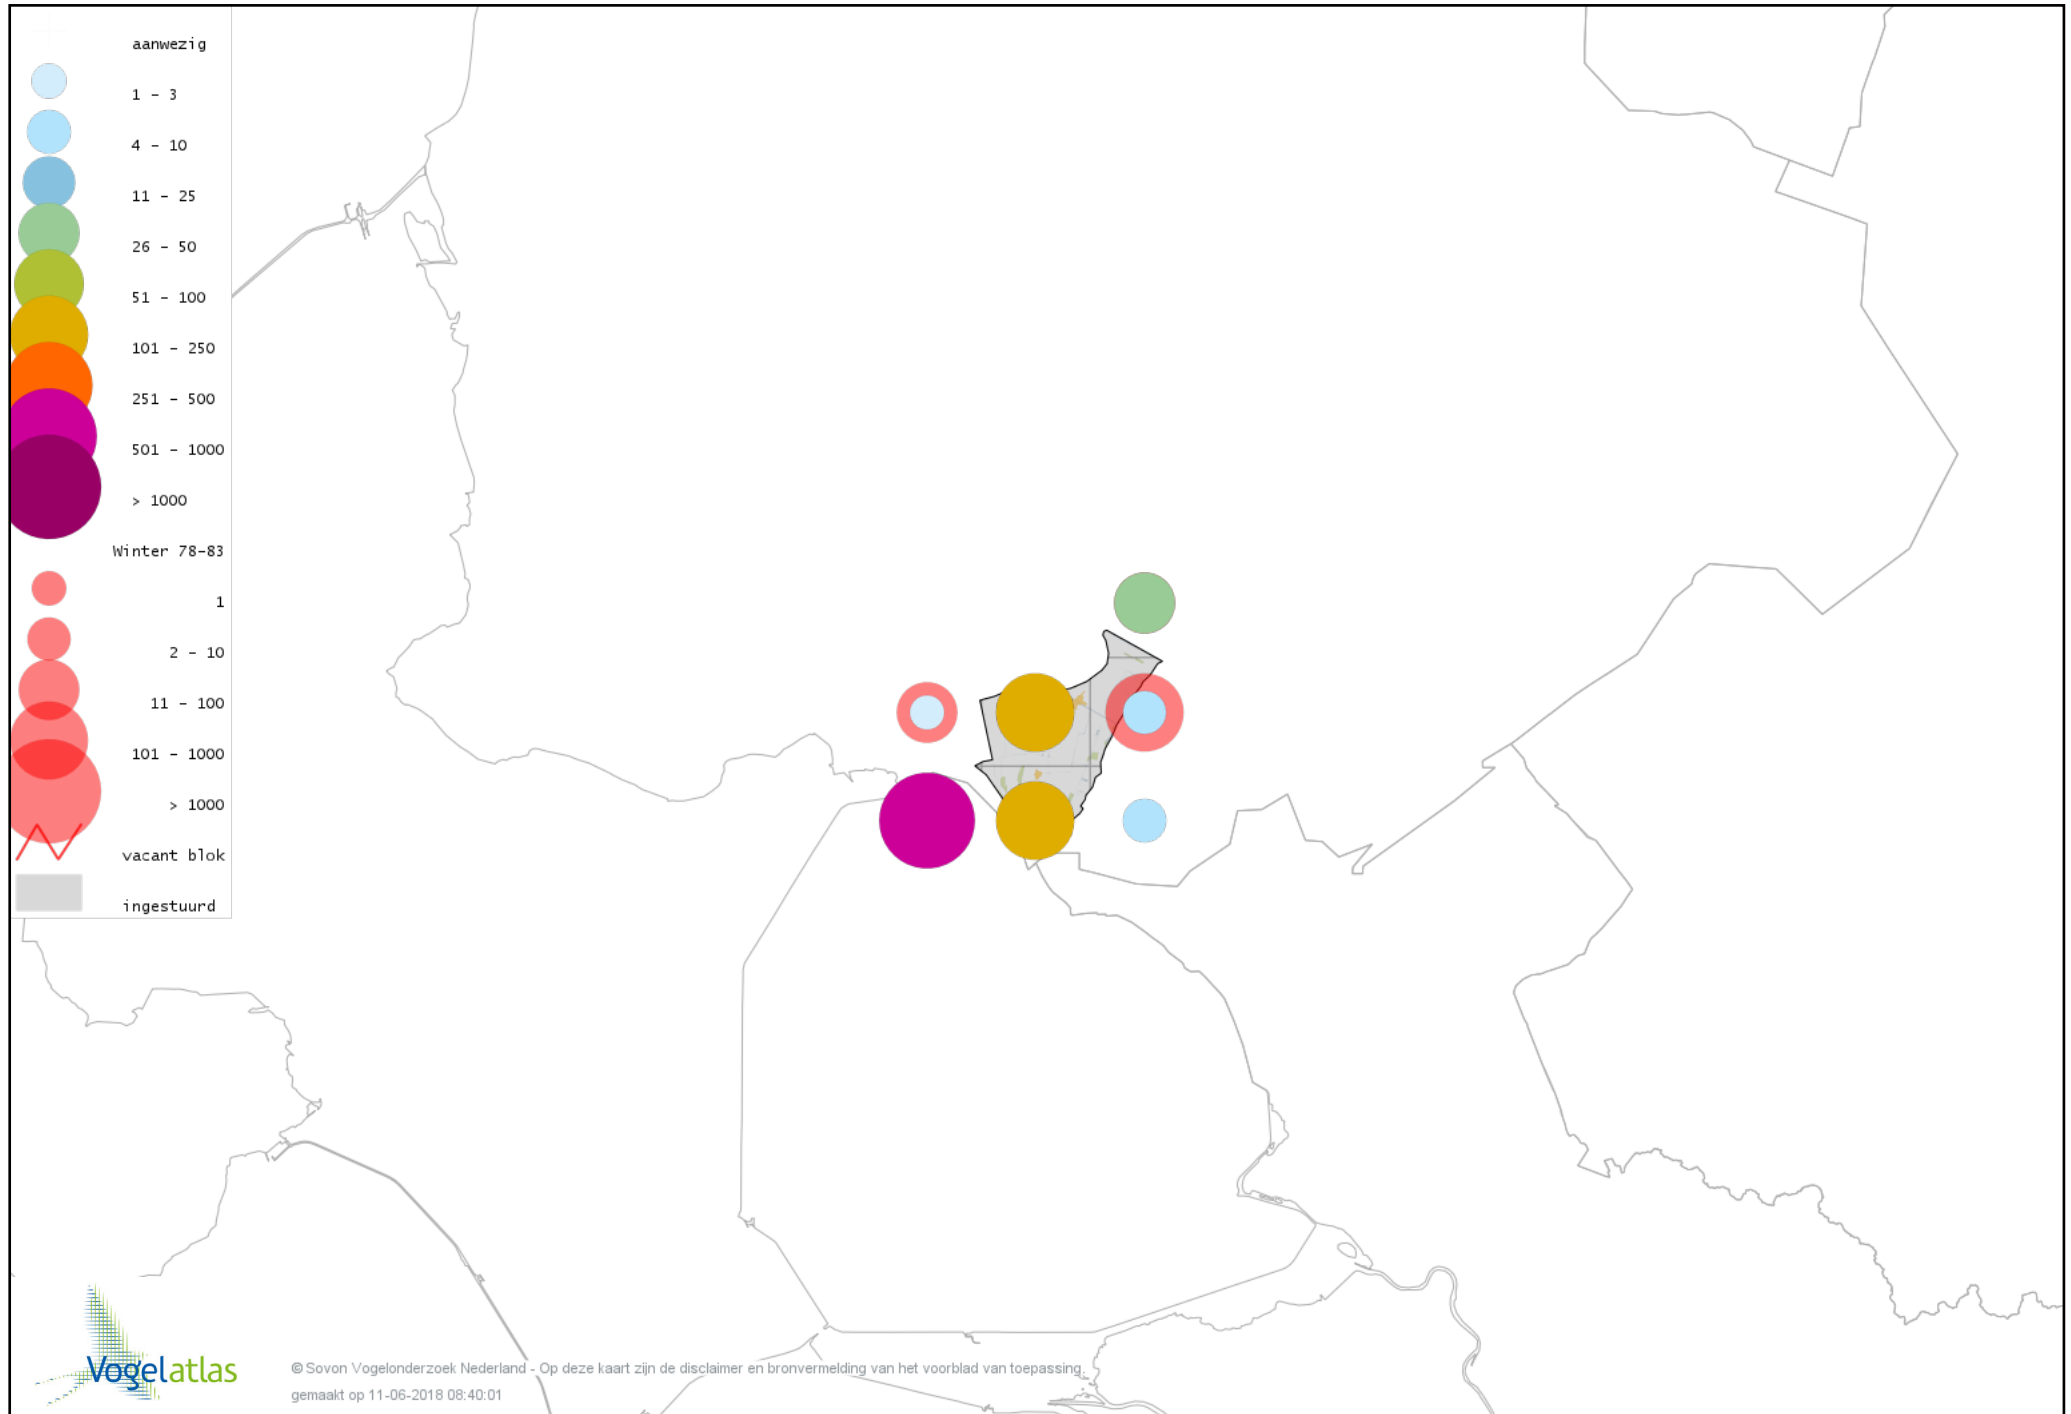 aanwezig
1 - 3
4 - 10
11 - 25
26 - 50
51 - 100
101 - 250
251 - 500
501 - 1000
> 1000
Winter 78-83
1
2 - 10
11 - 100
101 - 1000
> 1000
vacant blok
ingestuurd
Vogelatlas
© Sovon Vogelonderzoek Nederland - Op deze kaart zijn de disclaimer en bronvermelding van het voorblad van toepassing.
gemaakt op 11-06-2018 08:40:01